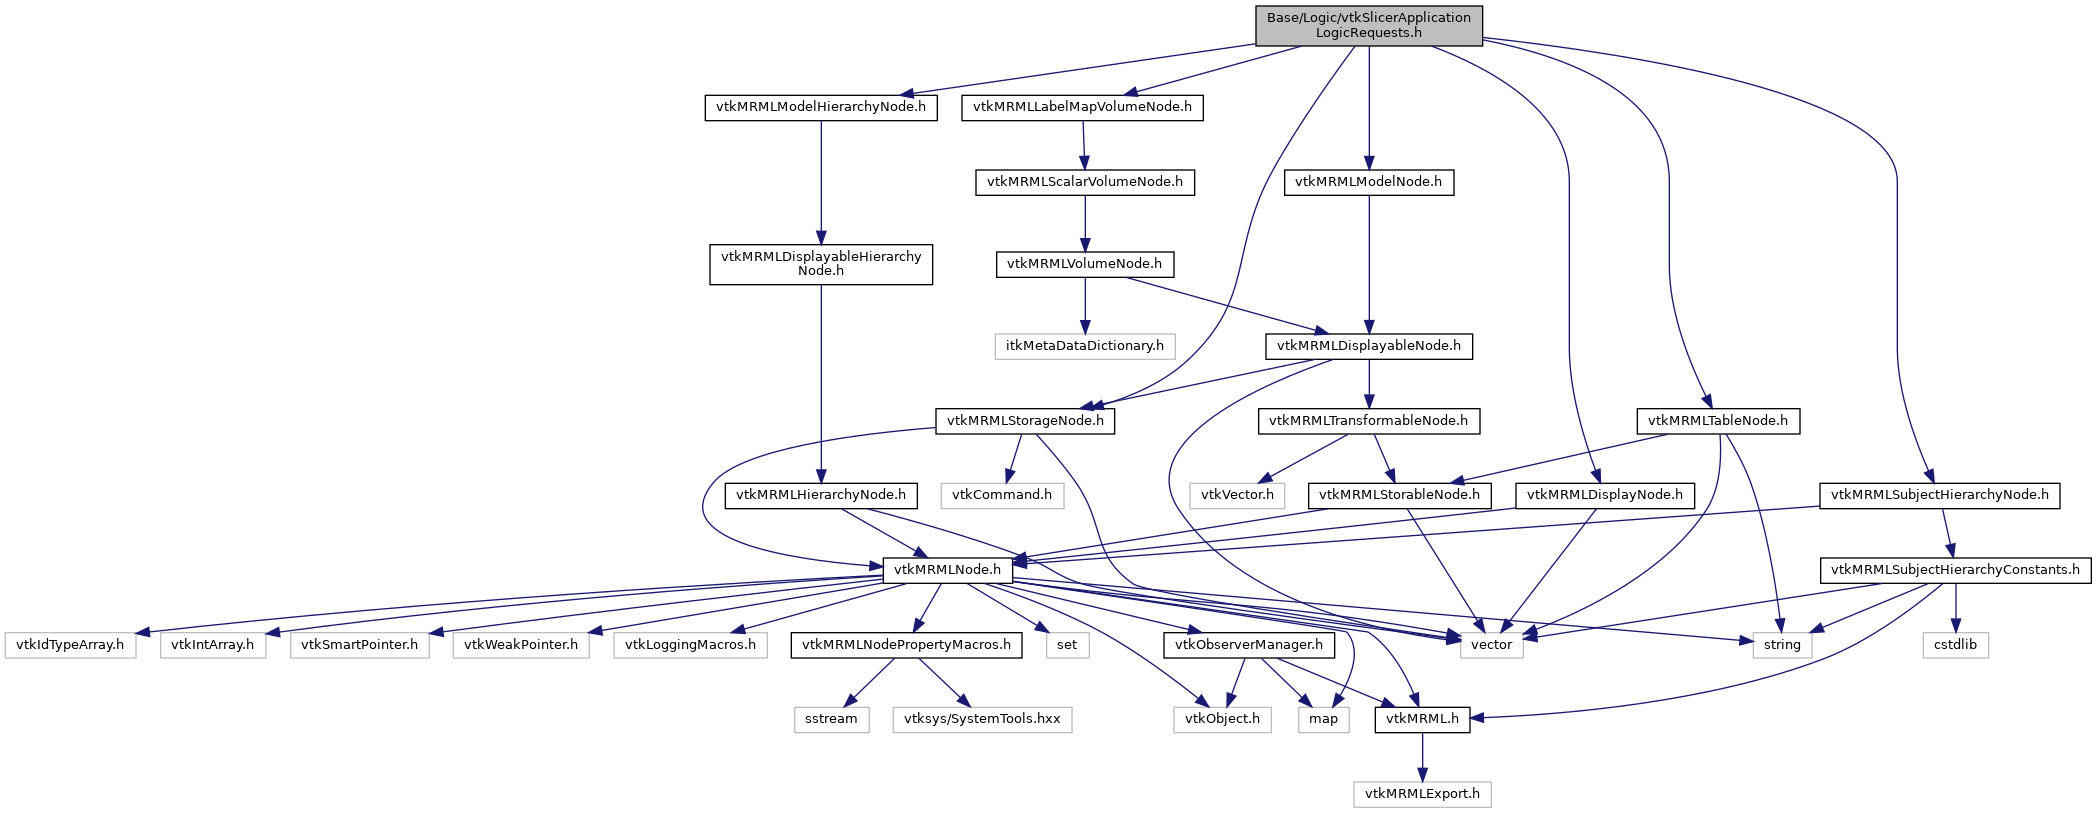 Base/Logic/vtkSlicerApplication
LogicRequests.h
vtkMRMLModelHierarchyNode.h
vtkMRMLLabelMapVolumeNode.h
vtkMRMLScalarVolumeNode.h
vtkMRMLModelNode.h
vtkMRMLDisplayableHierarchy
Node.h
vtkMRMLVolumeNode.h
itkMetaDataDictionary.h
vtkMRMLDisplayableNode.h
vtkMRMLStorageNode.h
vtkMRMLTransformableNode.h
vtkMRMLTableNode.h
vtkMRMLHierarchyNode.h
vtkCommand.h
vtkVector.h
vtkMRMLStorableNode.h
vtkMRMLDisplayNode.h
vtkMRMLSubjectHierarchyNode.h
vtkMRMLNode.h
vtkMRMLSubjectHierarchyConstants.h
vtkIdTypeArray.h
vtkIntArray.h
vtkSmartPointer.h
vtkWeakPointer.h
vtkLoggingMacros.h
vtkMRMLNodePropertyMacros.h
set
vtkObserverManager.h
vector
string
cstdlib
sstream
vtksys/SystemTools.hxx
vtkObject.h
map
vtkMRML.h
vtkMRMLExport.h